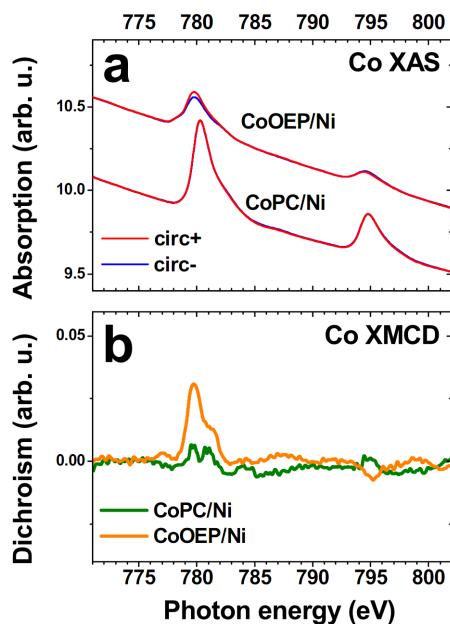 775 780 785 790 795 800
a
Co XAS
10.5
CoOEP/Ni
10.0
CoPC/Ni
circ+
circ-
9.5
Absorption (arb. u.)
b
Co XMCD
0.05
0.00
CoPC/Ni
CoOEP/Ni
Dichroism (arb. u.)
775 780 785 790 795 800
Photon energy (eV)